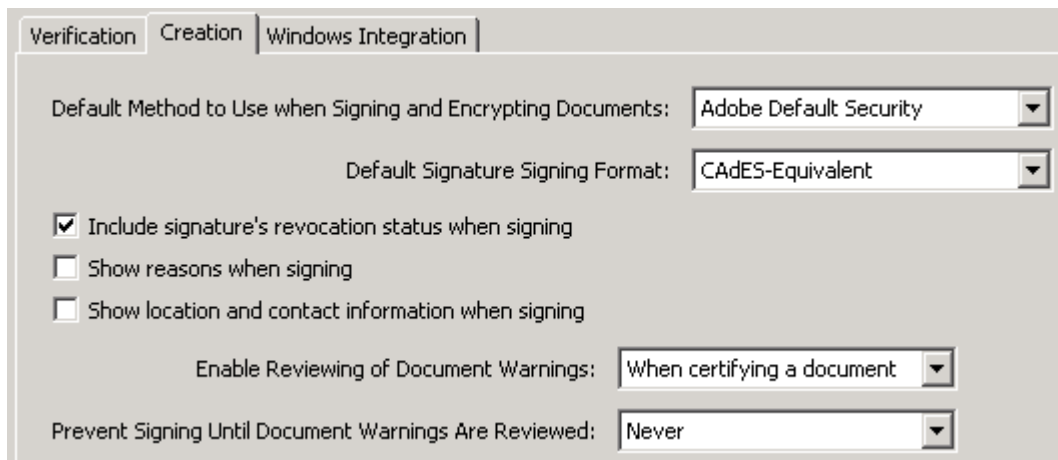 Verification Creation Windows Integration
Default Method to Use when Signing and Encrypting Documents: Adobe Default Security
Default Signature Signing Format: CAdES-Equivalent
Include signature's revocation status when signing
Show reasons when signing
Show location and contact information when signing
Enable Reviewing of Document Warnings: When certifying a document
Prevent Signing Until Document Warnings Are Reviewed: Never